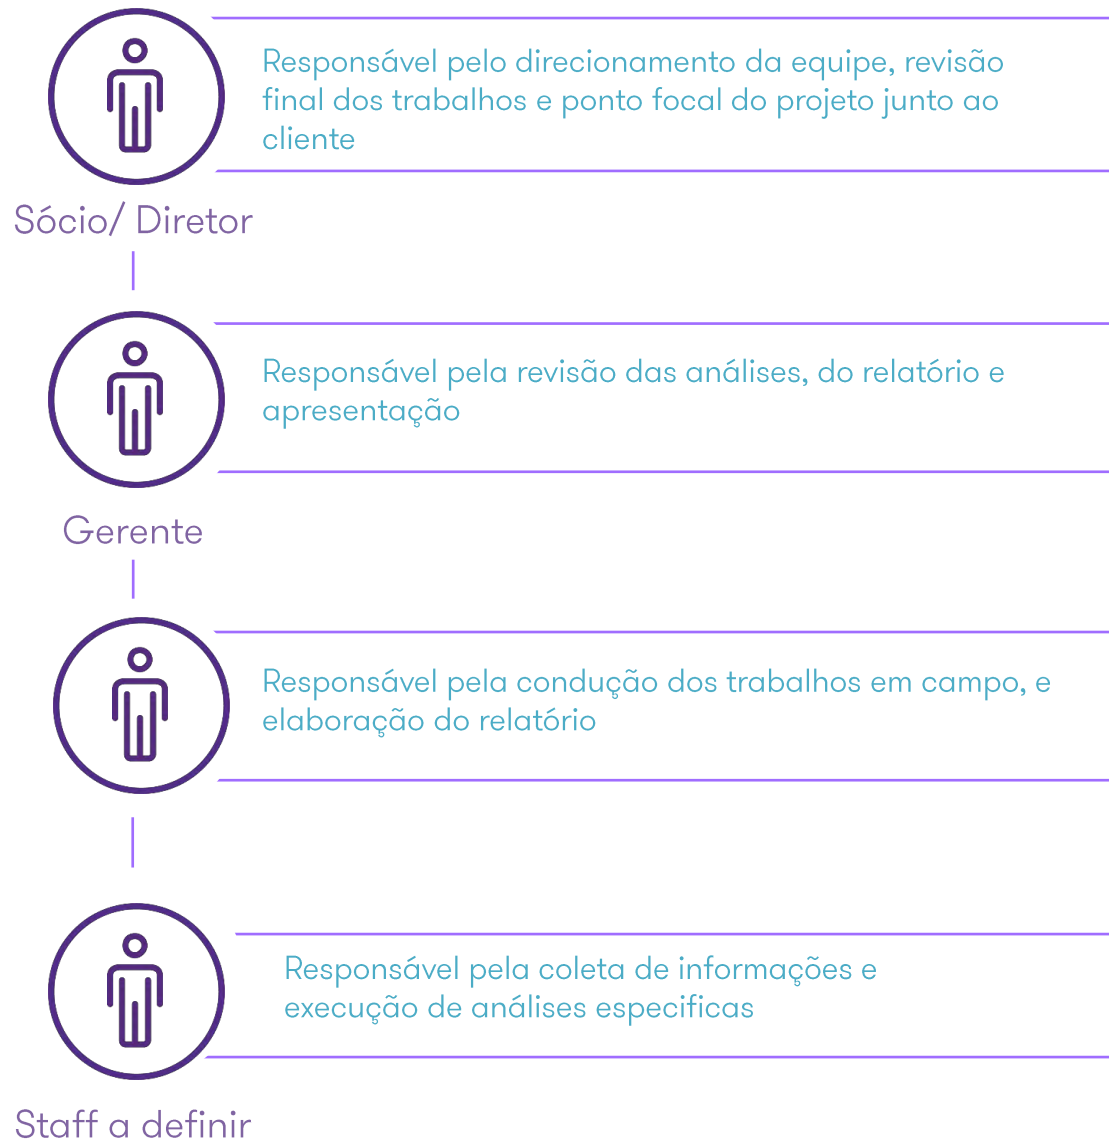 Responsável pelo direcionamento da equipe, revisão
final dos trabalhos e ponto focal do projeto junto ao
cliente
Sócio/ Diretor
Responsável pela revisão das análises, do relatório e
apresentação
Gerente
Responsável pela condução dos trabalhos em campo, e
elaboração do relatório
Responsável pela coleta de informações e
execução de análises especificas
Staff a definir